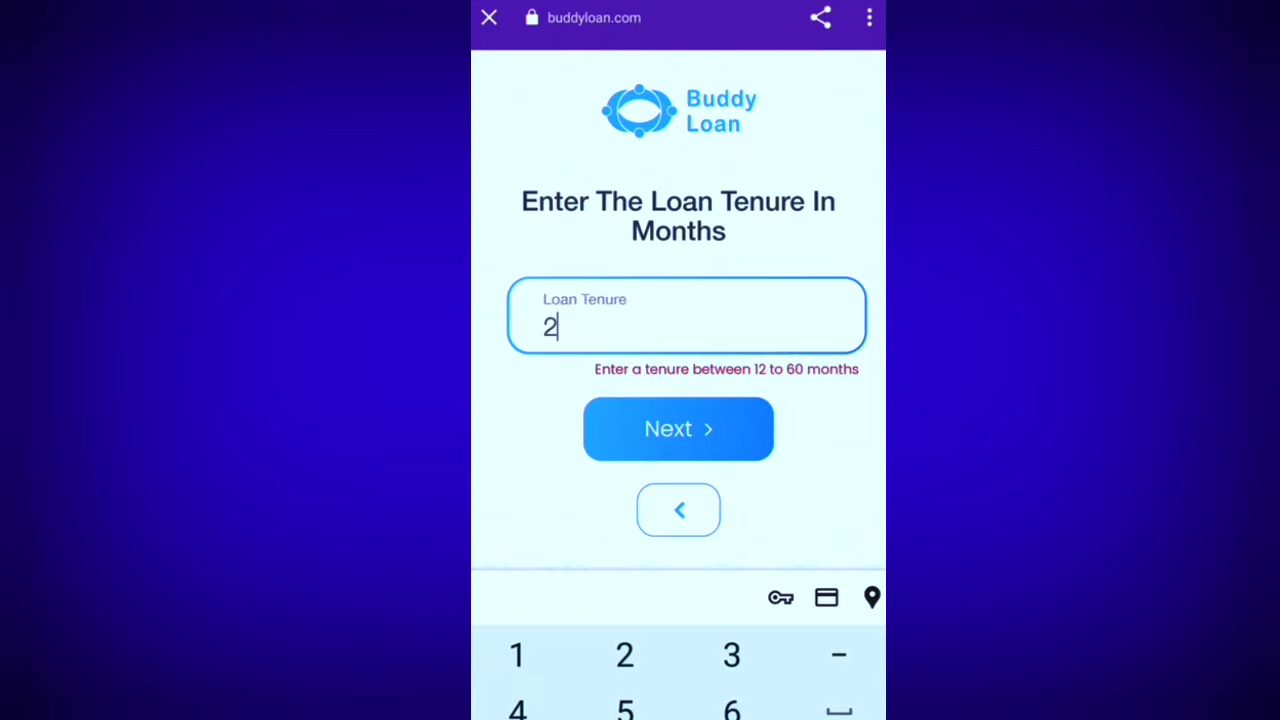 buddyloan.com
Buddy
Loan
Enter The Loan Tenure In
Months
Loan Tenure
2
Enter a tenure between 12 to 60 months
Next >
1 2 3 -
4 5 6